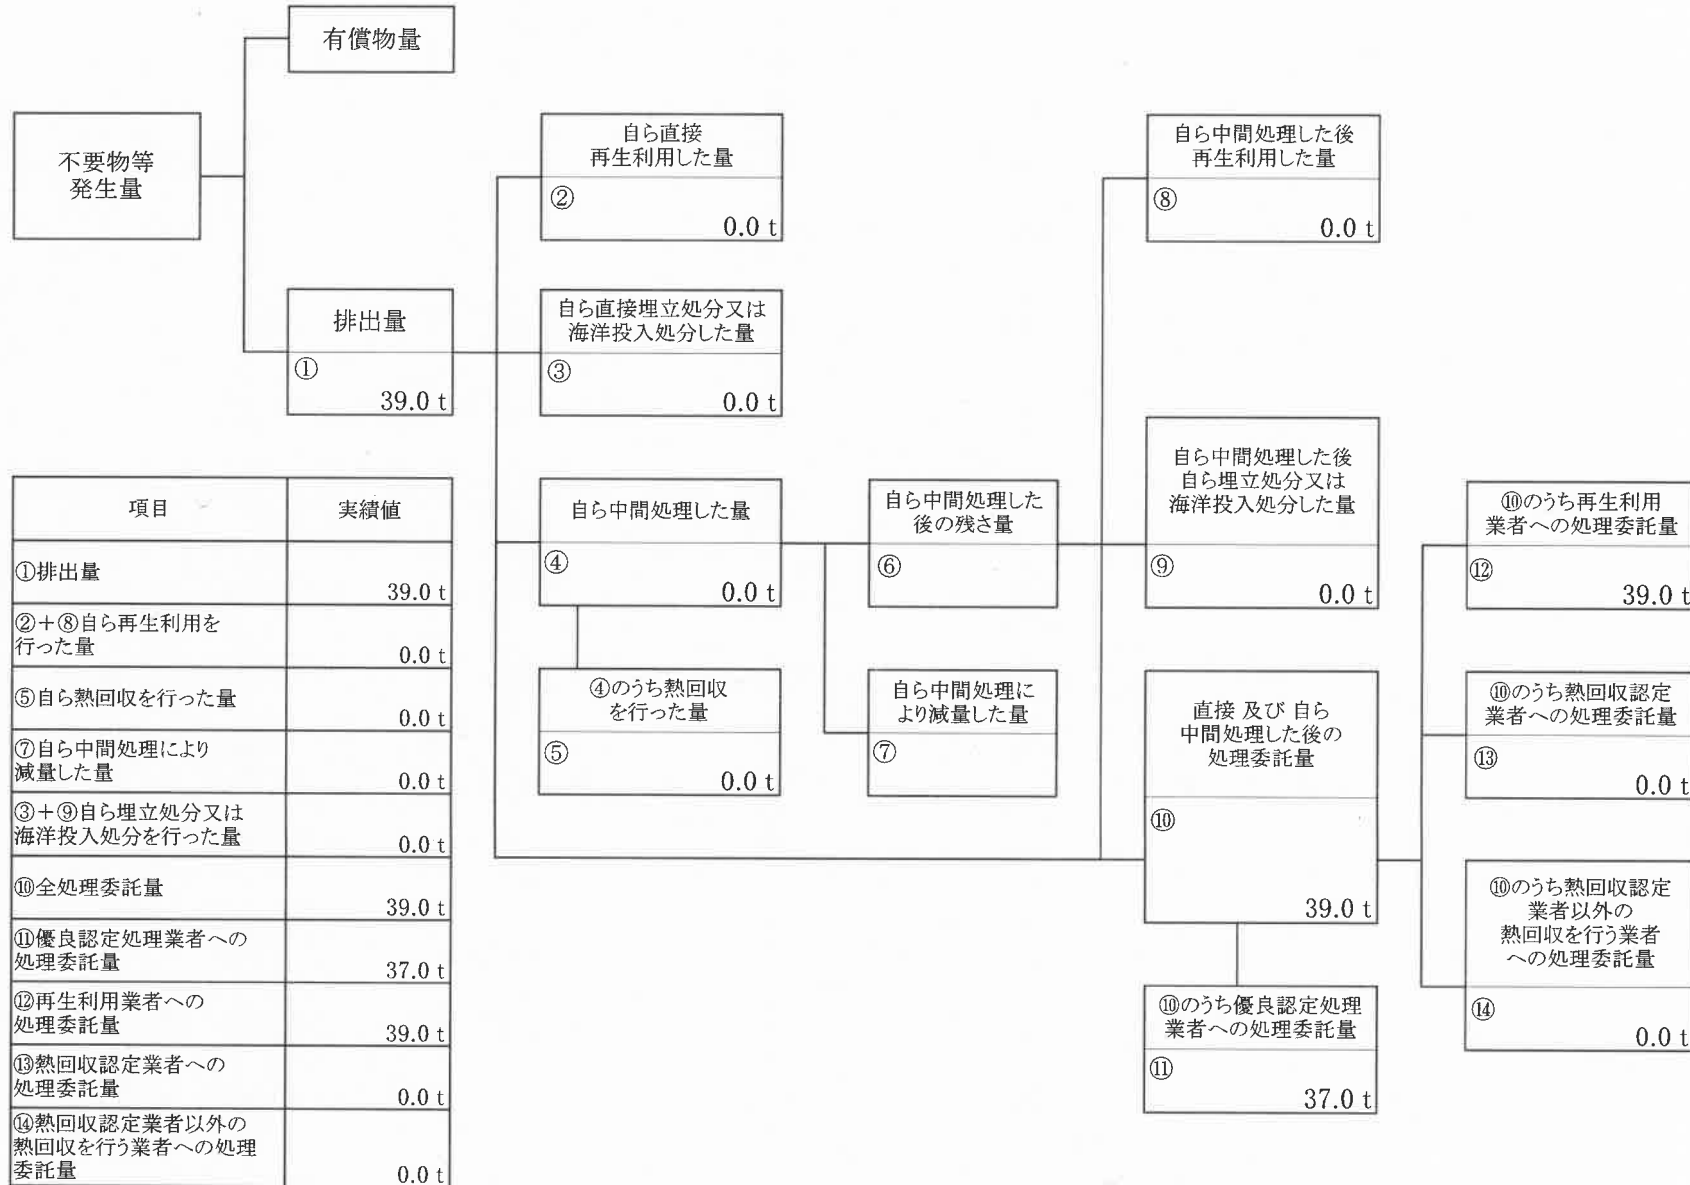 有償物量
不要物等
発生量
排出量
①
39.0 t
自ら直接
再生利用した量
②
0.0 t
自ら直接埋立処分又は
海洋投入処分した量
③
0.0 t
自ら中間処理した量
④
0.0 t
④のうち熱回収
を行った量
⑤
0.0 t
自ら中間処理した
後の残さ量
⑥
自ら中間処理に
より減量した量
⑦
自ら中間処理した後
再生利用した量
⑧
0.0 t
自ら中間処理した後
自ら埋立処分又は
海洋投入処分した量
⑨
0.0 t
直接 及び 自ら
中間処理した後の
処理委託量
⑩
39.0 t
⑩のうち優良認定処理
業者への処理委託量
⑪
37.0 t
⑩のうち再生利用
業者への処理委託量
⑫
39.0 t
⑩のうち熱回収認定
業者への処理委託量
⑬
0.0 t
⑩のうち熱回収認定
業者以外の
熱回収を行う業者
への処理委託量
⑭
0.0 t
項目 実績値
①排出量
39.0 t
②+⑧自ら再生利用を
行った量
0.0 t
⑤自ら熱回収を行った量
0.0 t
⑦自ら中間処理により
減量した量
0.0 t
③+⑨自ら埋立処分又は
海洋投入処分を行った量
0.0 t
⑩全処理委託量
39.0 t
⑪優良認定処理業者への
処理委託量
37.0 t
⑫再生利用業者への
処理委託量
39.0 t
⑬熱回収認定業者への
処理委託量
0.0 t
⑭熱回収認定業者以外の
熱回収を行う業者への処理
委託量
0.0 t